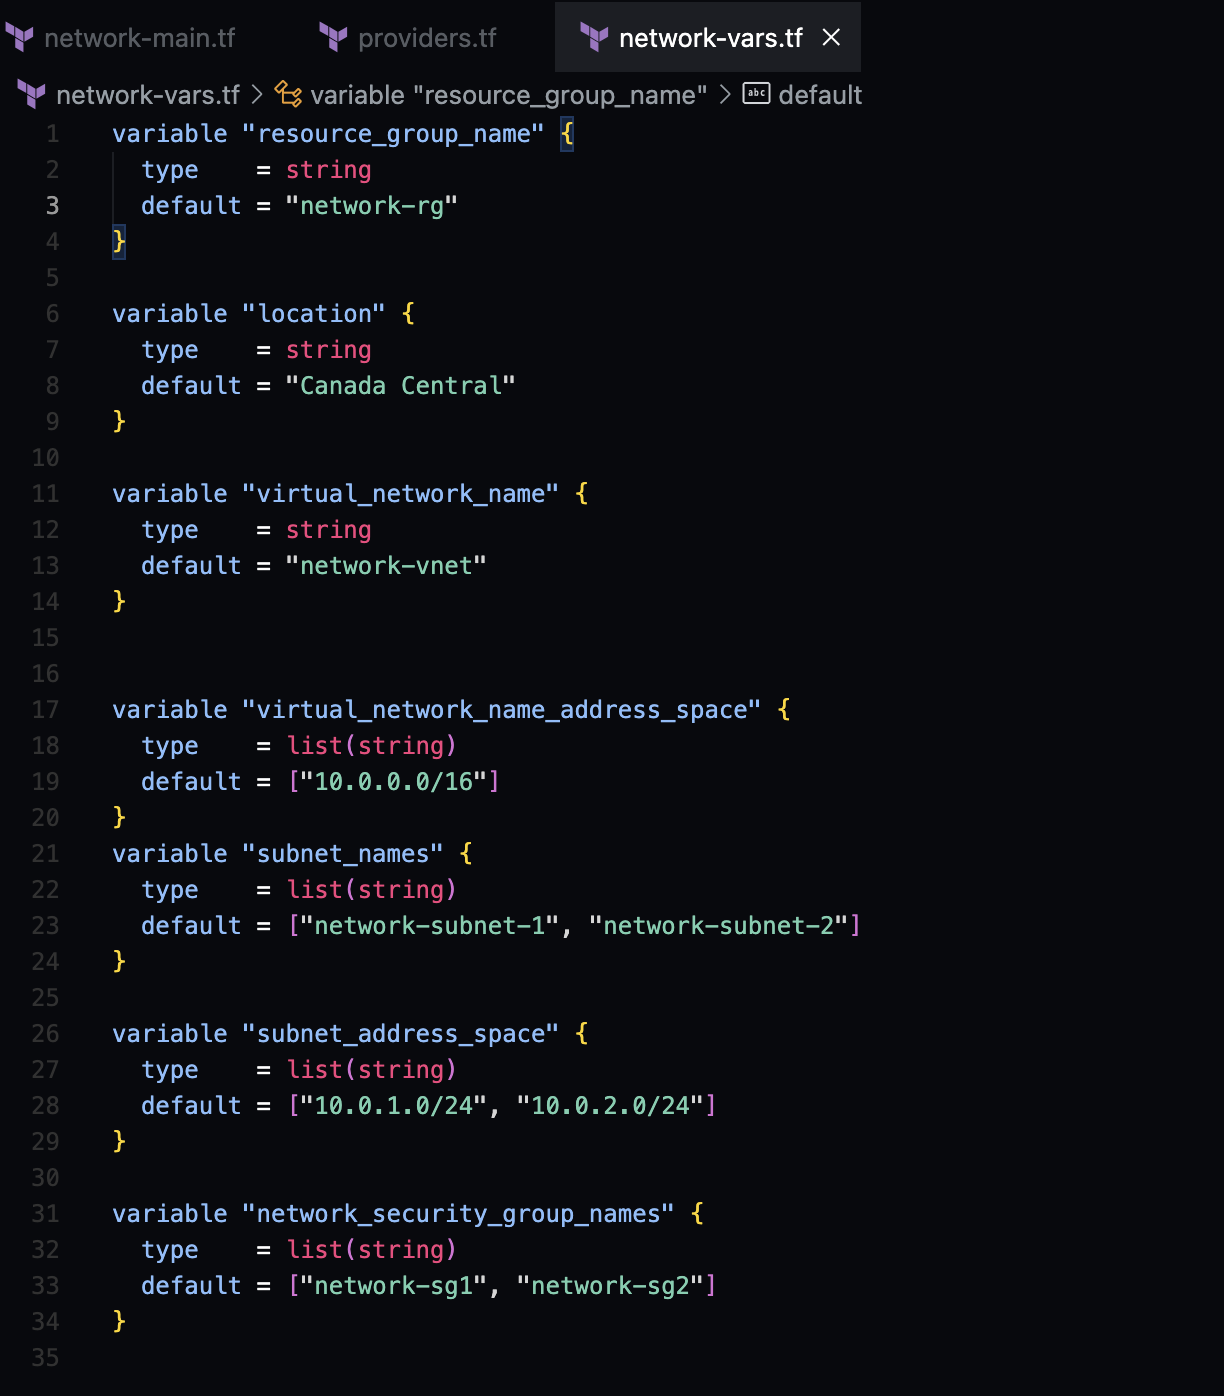 network-main.tf providers.tf network-vars.tf
network-vars.tf > variable "resource_group_name" > abc default
1 variable "resource_group_name" {
2 type = string
3 default = "network-rg"
4 }
5
6 variable "location" {
7 type = string
8 default = "Canada Central"
9 }
10
11 variable "virtual_network_name" {
12 type = string
13 default = "network-vnet"
14 }
15
16
17 variable "virtual_network_name_address_space" {
18 type = list(string)
19 default = ["10.0.0.0/16"]
20 }
21 variable "subnet_names" {
22 type = list(string)
23 default = ["network-subnet-1", "network-subnet-2"]
24 }
25
26 variable "subnet_address_space" {
27 type = list(string)
28 default = ["10.0.1.0/24", "10.0.2.0/24"]
29 }
30
31 variable "network_security_group_names" {
32 type = list(string)
33 default = ["network-sg1", "network-sg2"]
34 }
35